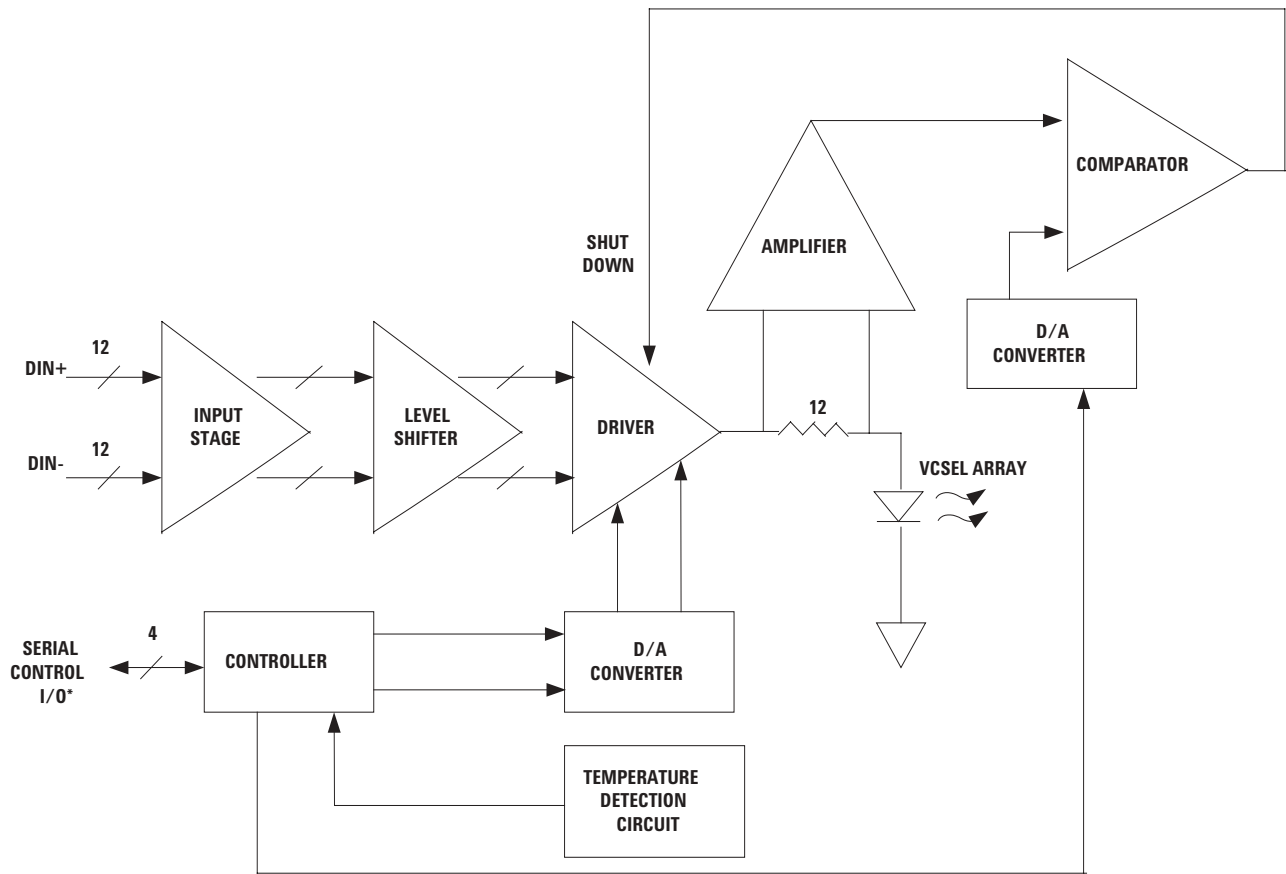 COMPARATOR
SHUT
DOWN
AMPLIFIER
D/A
CONVERTER
12
DIN+
INPUT
STAGE
LEVEL
SHIFTER
DRIVER
12
12
DIN-
VCSEL ARRAY
SERIAL
CONTROL
I/O*
4
CONTROLLER
D/A
CONVERTER
TEMPERATURE
DETECTION
CIRCUIT